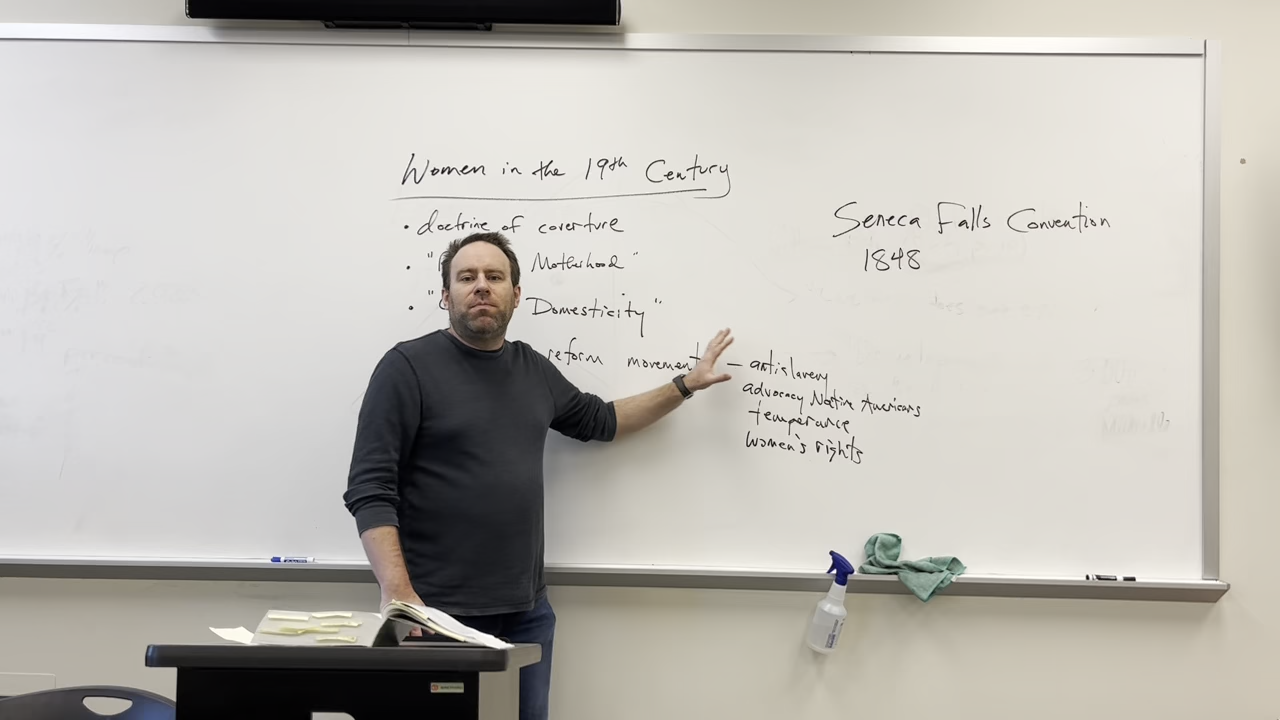 Women in the 19th Century
• doctrine of coverture
• " Motherhood"
• " Domesticity"
reform movement — antislavery
advocacy Native Americans
temperance
women's rights
Seneca Falls Convention
1848